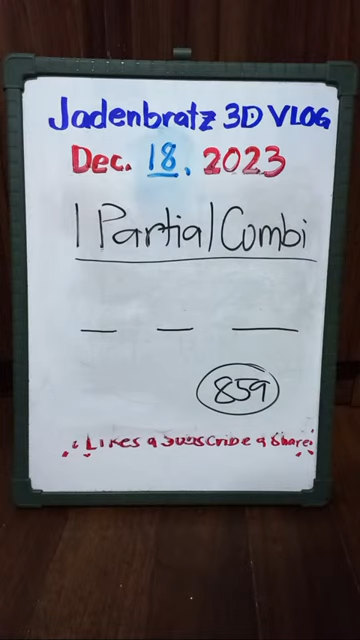 Jadenbratz 3D VLOG
Dec. 18, 2023
1 Partial Combi
859
Likes & Subscribe & Share